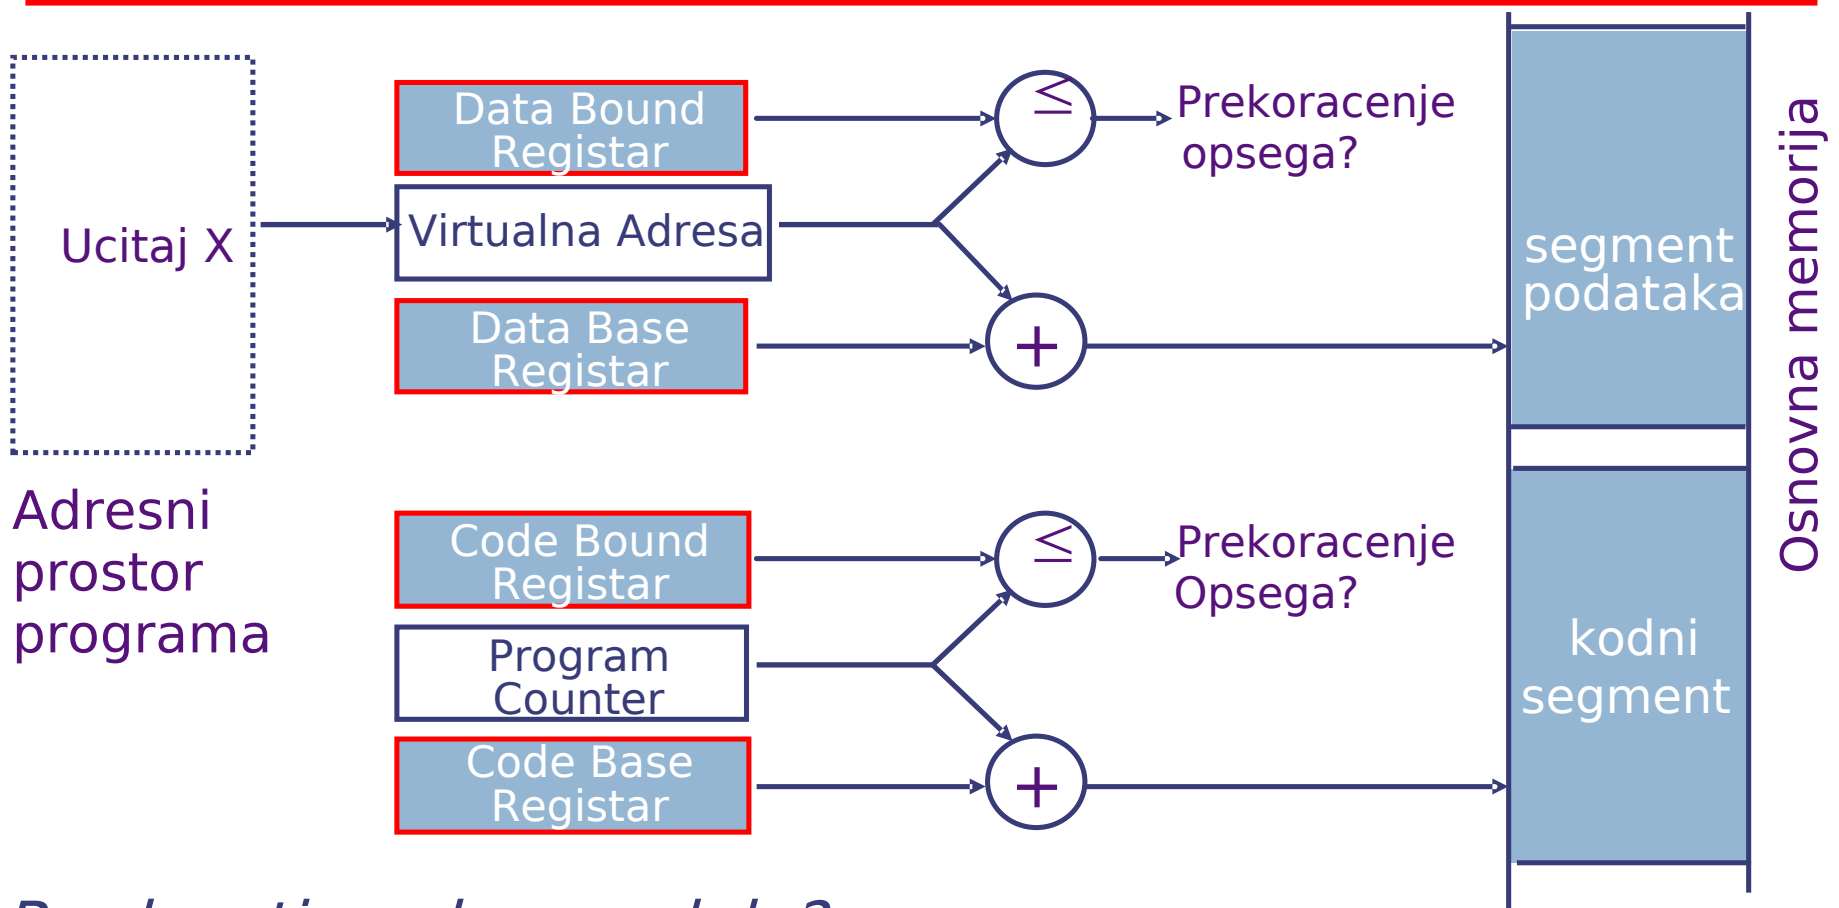 Data Bound
Registar
≤
Prekoracenje
opsega?
Ucitaj X
Virtualna Adresa
segment
podataka
Data Base
Registar
+
Osnovna memorija
Adresni
prostor
programa
Code Bound
Registar
≤
Prekoracenje
Opsega?
Program
Counter
kodni
segment
Code Base
Registar
+